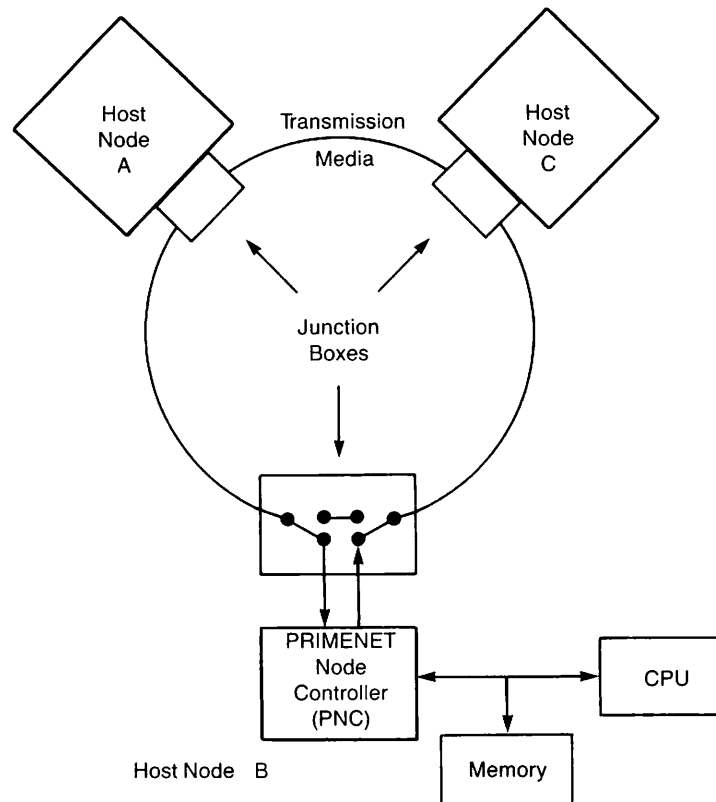 Host
Node
A
Host
Node
C
Transmission
Media
Junction
Boxes
PRIMENET
Node
Controller
(PNC)
CPU
Memory
Host Node B